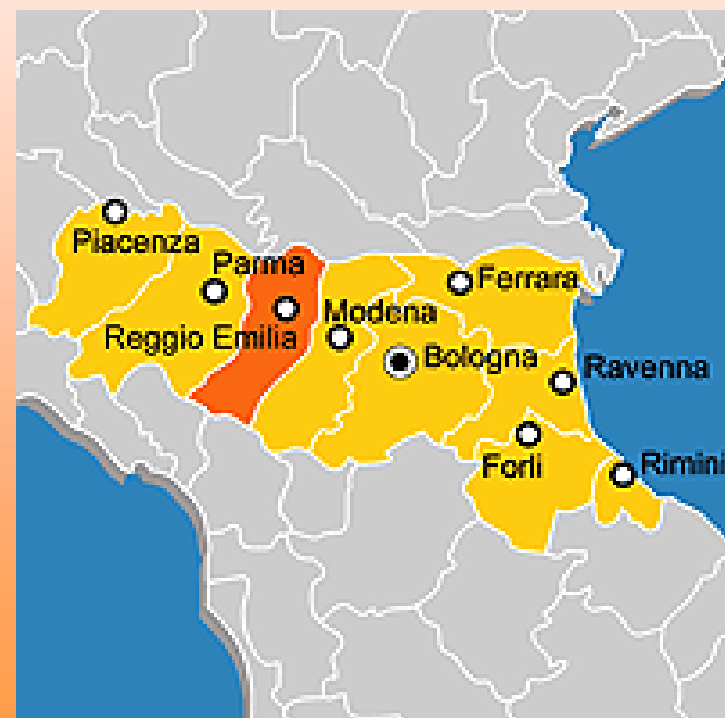 Piacenza
Parma
Ferrara
Modena
Reggio Emilia
Bologna
Ravenna
Forlì
Rimini